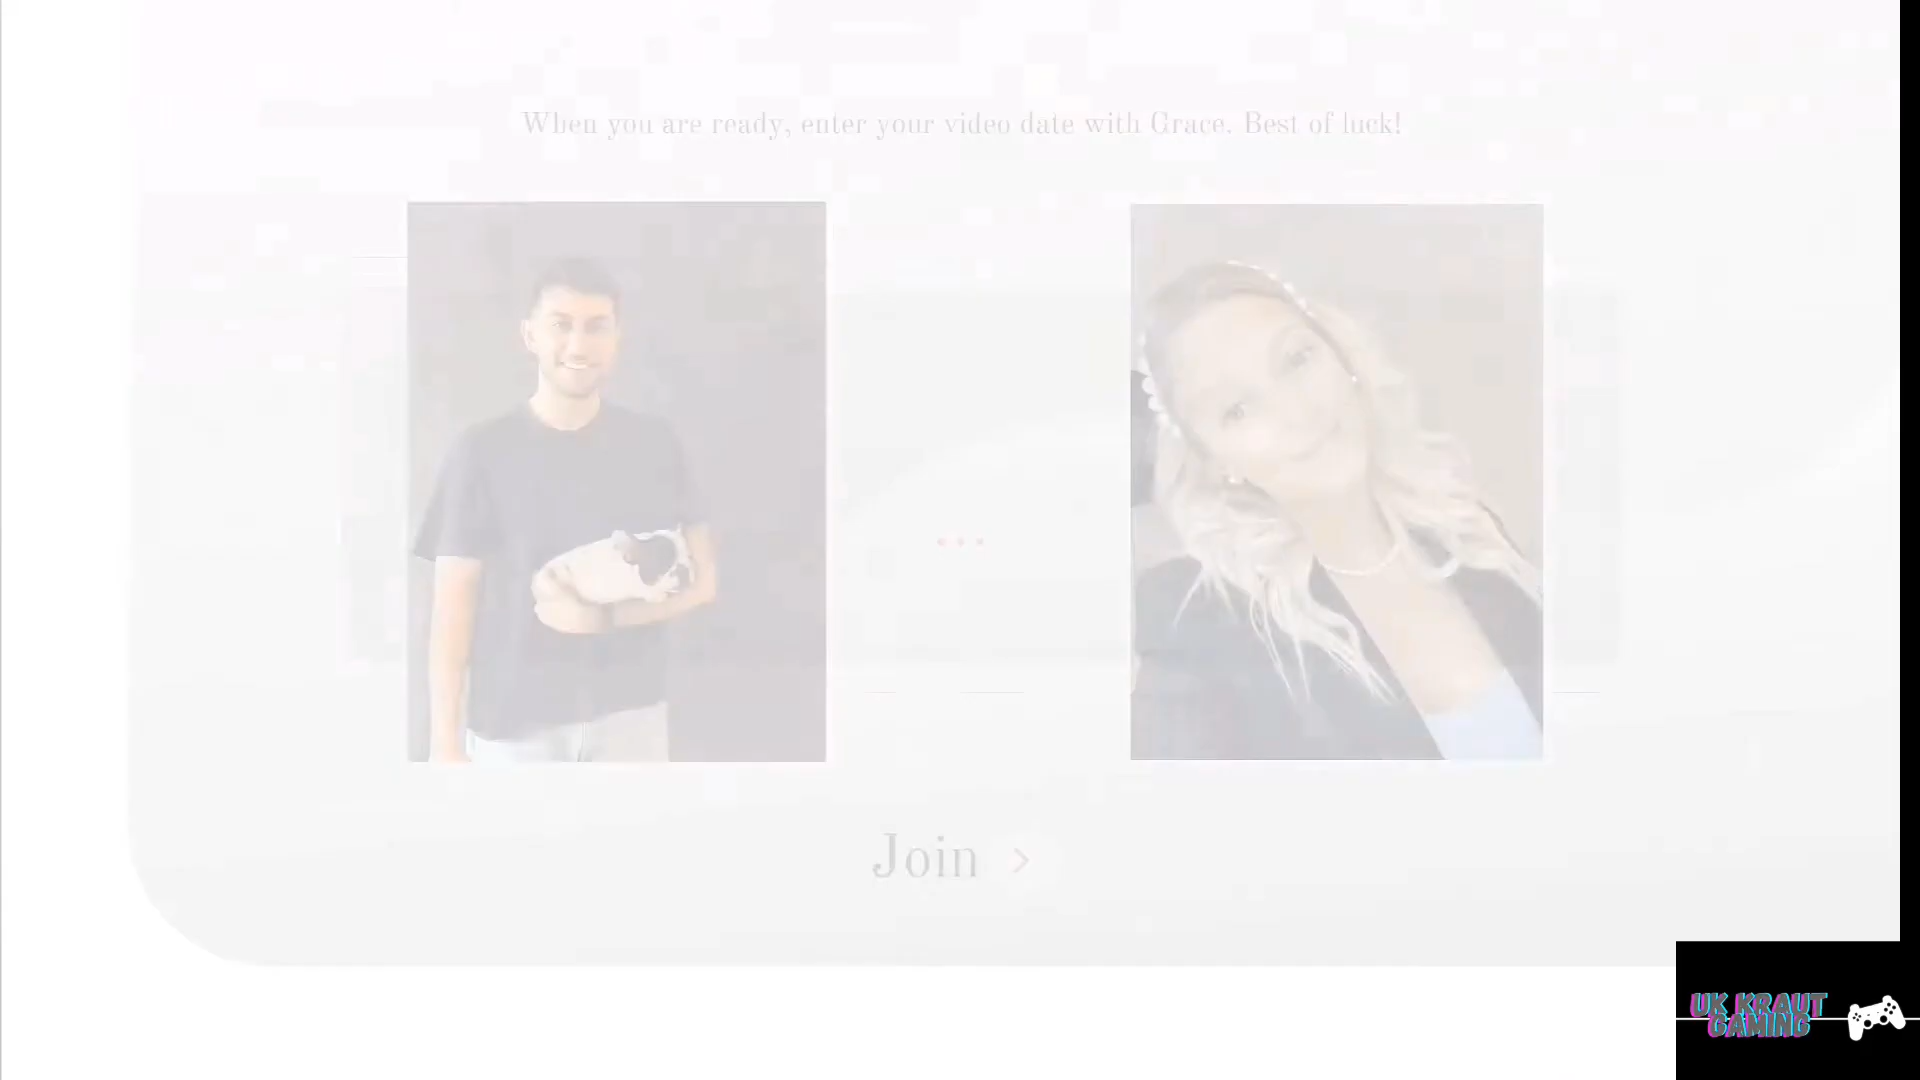 When you are ready, enter your video date with Grace. Best of luck!
Join >
UK KRAUT
GAMING